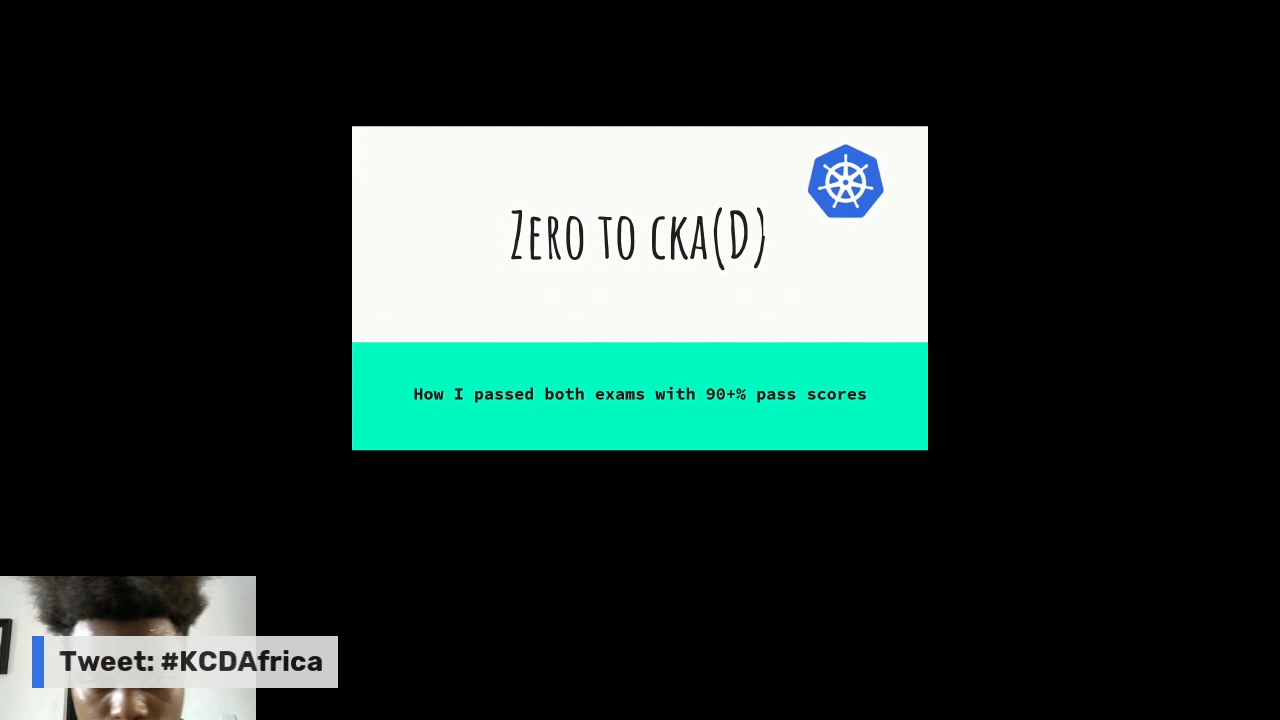 Zero to cka(D)
How I passed both exams with 90+% pass scores
Tweet: #KCDAfrica